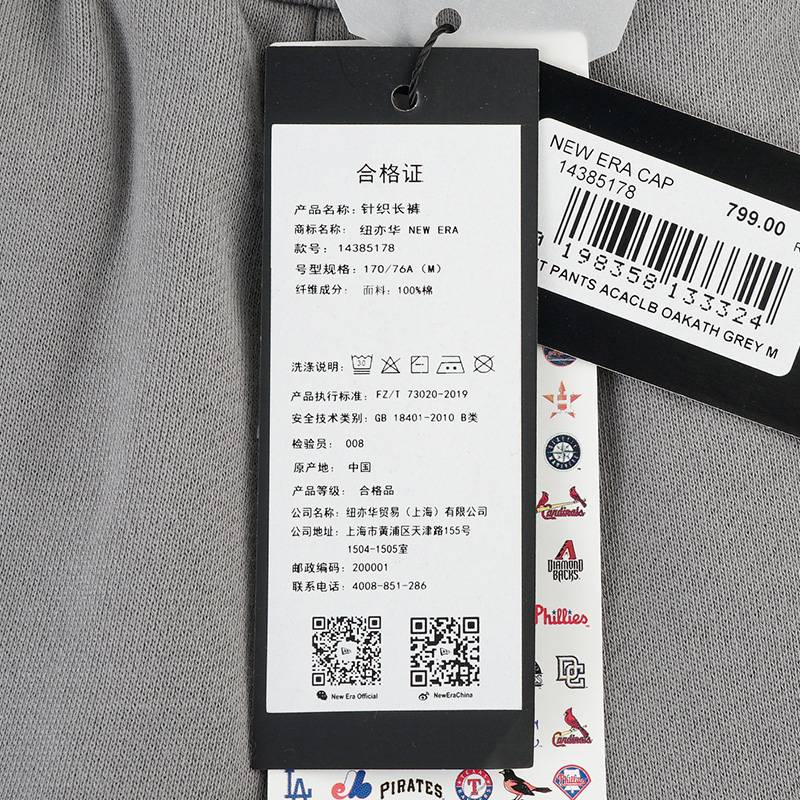 合格证
产品名称: 针织长裤
商标名称: 纽亦华 NEW ERA
款号: 14385178
号型规格: 170/76A (M)
纤维成分: 面料: 100%棉
洗涤说明: 30
产品执行标准: FZ/T 73020-2019
安全技术类别: GB 18401-2010 B类
检验员: 008
原产地: 中国
产品等级: 合格品
公司名称: 纽亦华贸易(上海)有限公司
公司地址: 上海市黄浦区天津路155号
1504-1505室
邮政编码: 200001
联系电话: 4008-851-286
New Era Official
NewEraChina
NEW ERA CAP
14385178
799.00
198358 133324
PANTS ACACLB OAKATH GREY M
Cardinals
DIAMOND
BACKS
Phillies
DC
Cardinals
LA
PIRATES
TEXAS
Phillies